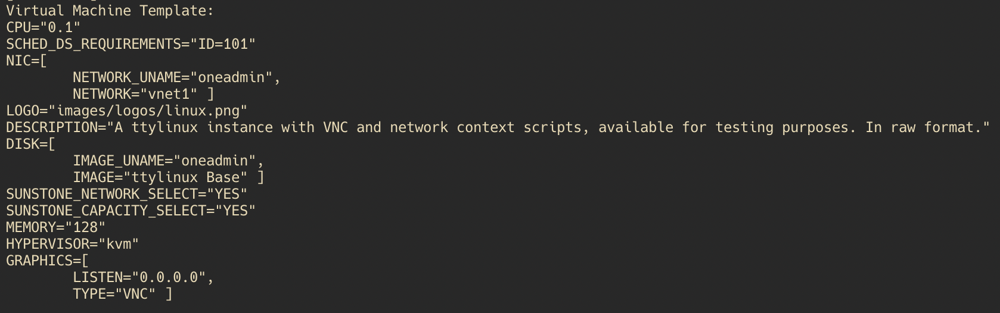 Virtual Machine Template:
CPU="0.1"
SCHED_DS_REQUIREMENTS="ID=101"
NIC=[
        NETWORK_UNAME="oneadmin",
        NETWORK="vnet1" ]
LOGO="images/logos/linux.png"
DESCRIPTION="A ttylinux instance with VNC and network context scripts, available for testing purposes. In raw format."
DISK=[
        IMAGE_UNAME="oneadmin",
        IMAGE="ttylinux Base" ]
SUNSTONE_NETWORK_SELECT="YES"
SUNSTONE_CAPACITY_SELECT="YES"
MEMORY="128"
HYPERVISOR="kvm"
GRAPHICS=[
        LISTEN="0.0.0.0",
        TYPE="VNC" ]